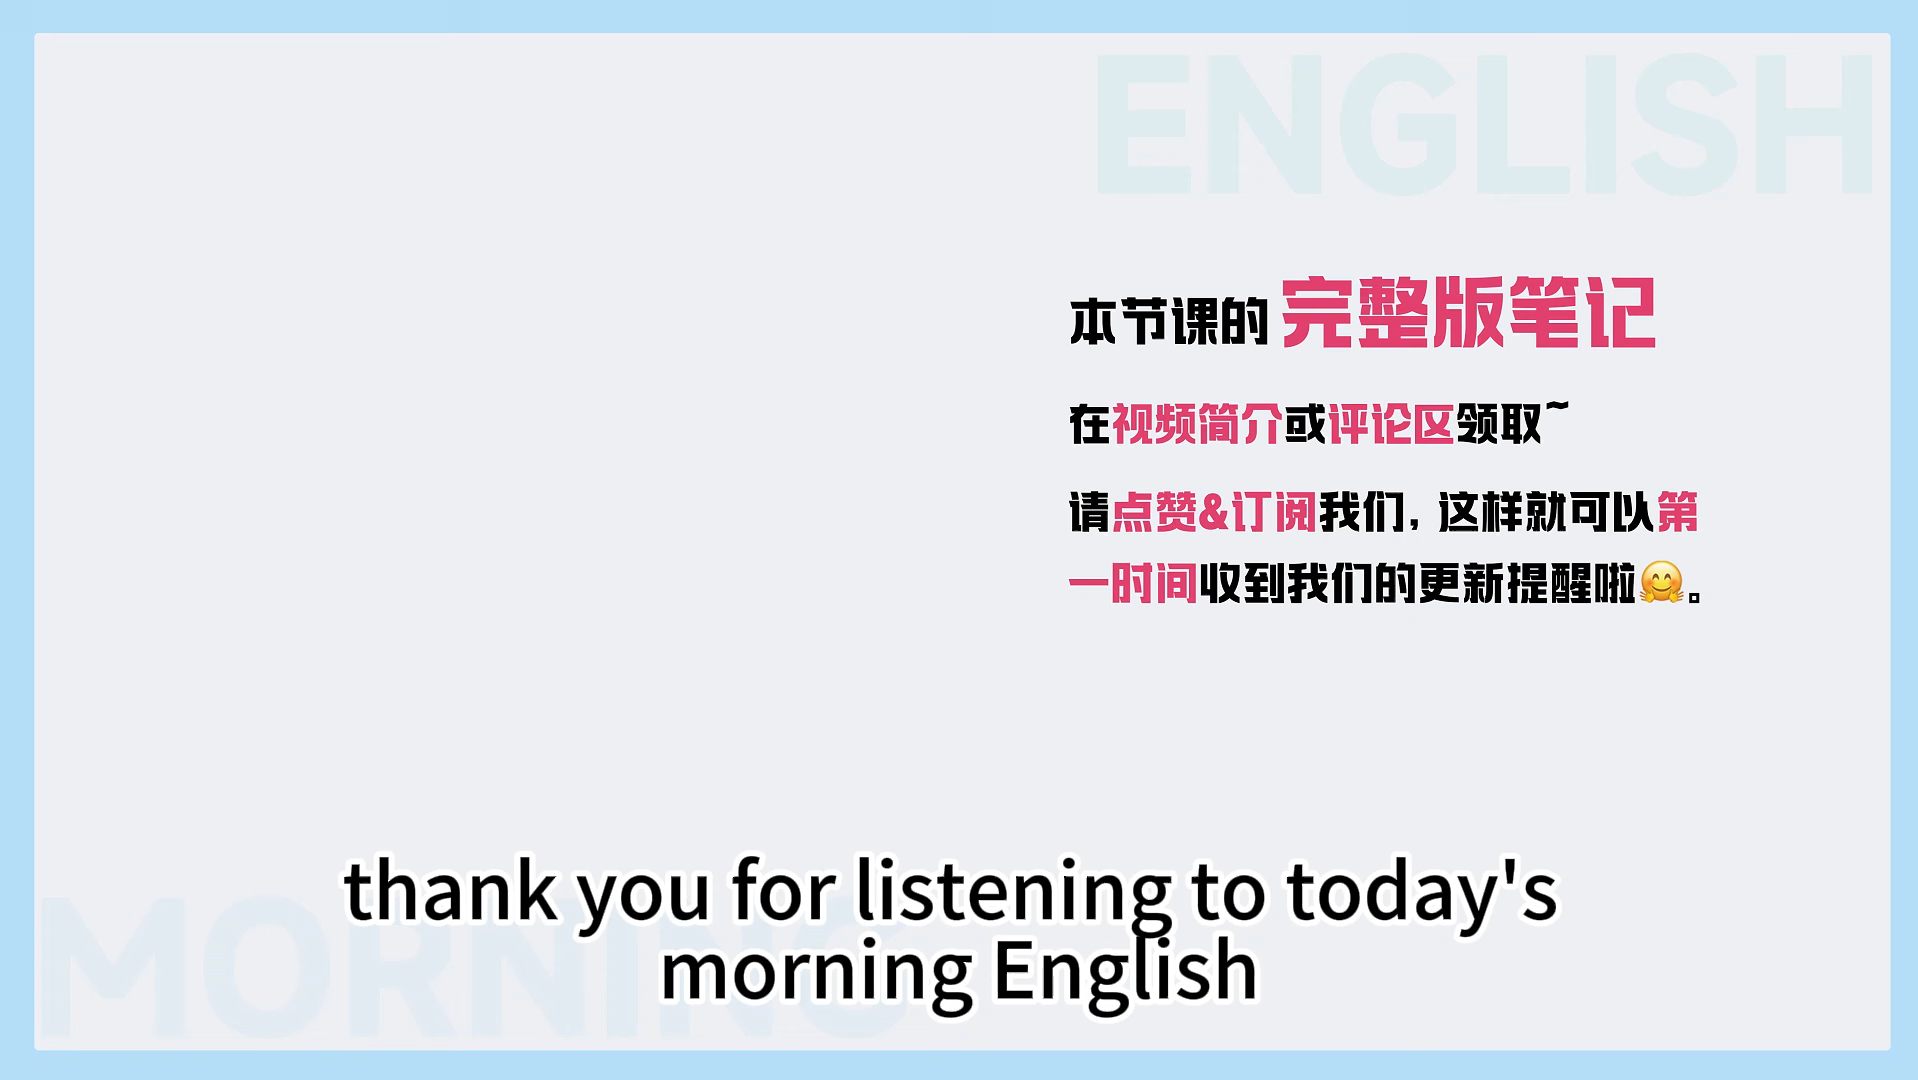 ENGLISH
本节课的 完整版笔记
在视频简介或评论区领取~
请点赞&订阅我们，这样就可以第
一时间收到我们的更新提醒啦🤗。
MORNING
thank you for listening to today's
morning English